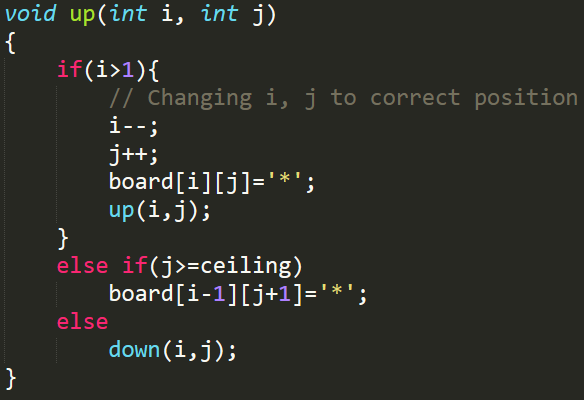 void up(int i, int j)
{
    if(i>1){
        // Changing i, j to correct position
        i--;
        j++;
        board[i][j]='*';
        up(i,j);
    }
    else if(j>=ceiling)
        board[i-1][j+1]='*';
    else
        down(i,j);
}